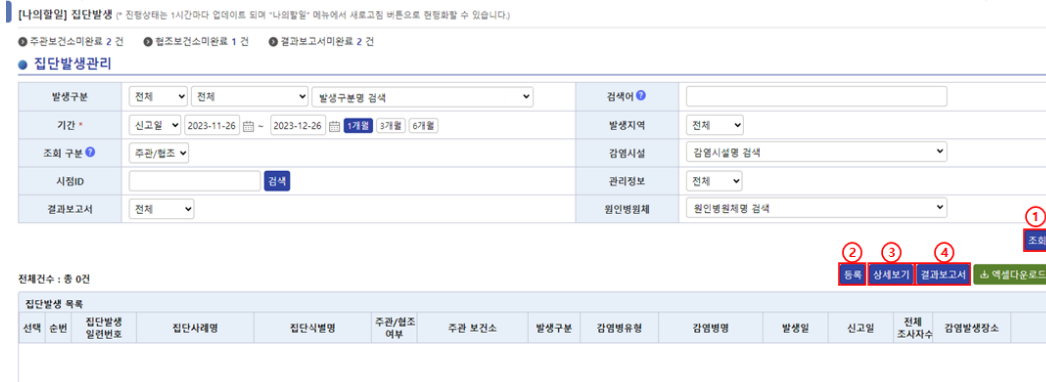 [나의할일] 집단발생 (* 진행상태는 1시간마다 업데이트 되며 "나의할일" 메뉴에서 새로고침 버튼으로 현행화할 수 있습니다.)
주관보건소미완료 2 건 협조보건소미완료 1 건 결과보고서미완료 2 건
집단발생관리
발생구분 전체 전체 발생구분명 검색 검색어 ?
기간 * 신고일 2023-11-26 ~ 2023-12-26 1개월 3개월 6개월 발생지역 전체
조회 구분 ? 주관/협조 감염시설 감염시설명 검색
시점ID 검색 관리정보 전체
결과보고서 전체 원인병원체 원인병원체명 검색
①
조회
② ③ ④
등록 상세보기 결과보고서 엑셀다운로드
전체건수 : 총 0건
집단발생 목록
선택 순번 집단발생 일련번호 집단사례명 집단식별명 주관/협조 여부 주관 보건소 발생구분 감염병유형 감염병명 발생일 신고일 전체 조사자수 감염발생장소